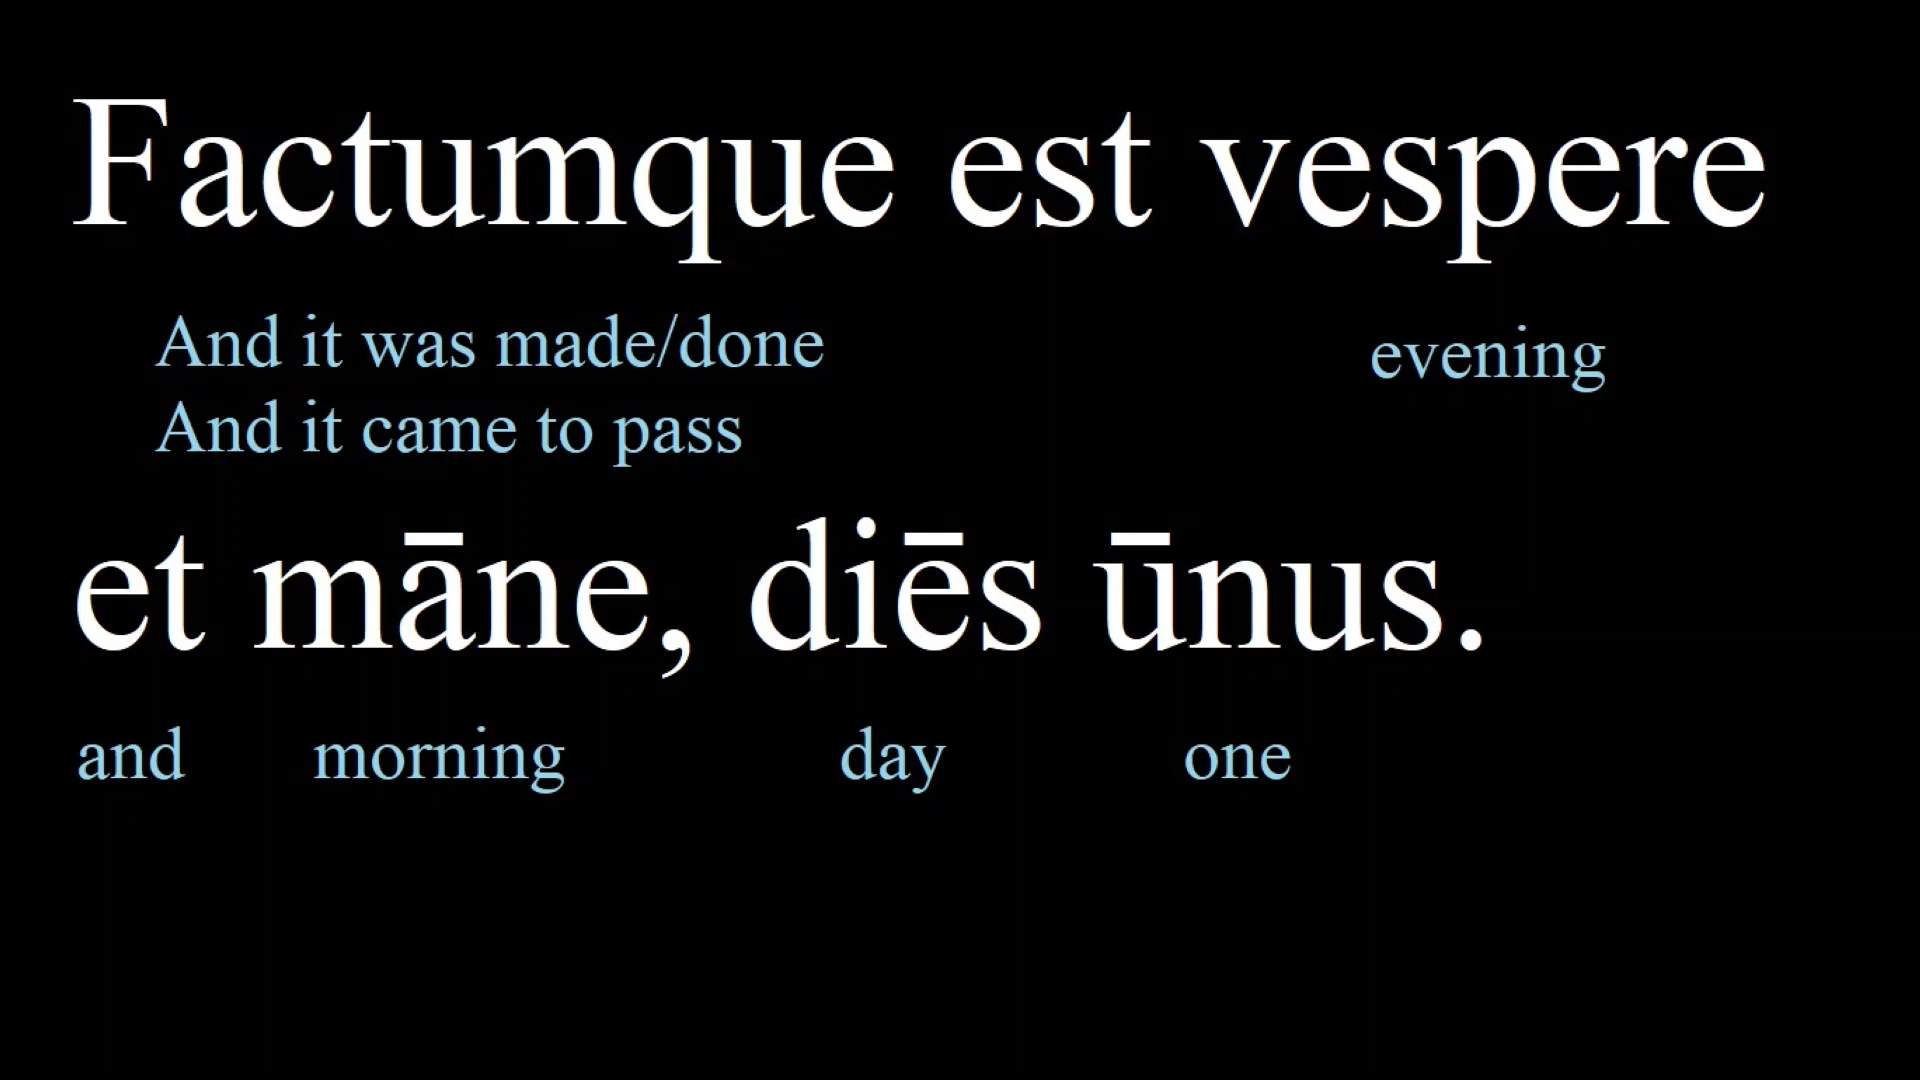 Factumque est vespere
And it was made/done evening
And it came to pass
et māne, diēs ūnus.
and morning day one